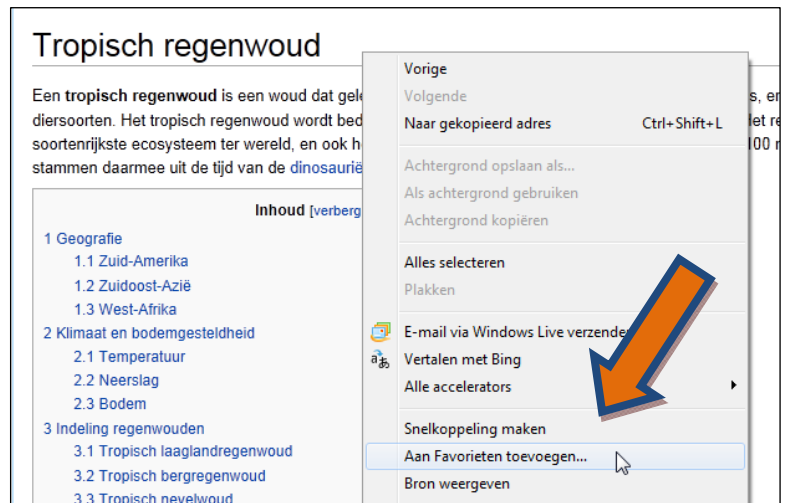 Tropisch regenwoud
Een tropisch regenwoud is een woud dat gele
s, en
diersoorten. Het tropisch regenwoud wordt bed
soortenrijkste ecosysteem ter wereld, en ook h
100 r
stammen daarmee uit de tijd van de dinosaurië
Inhoud [verberg
1 Geografie
1.1 Zuid-Amerika
1.2 Zuidoost-Azië
1.3 West-Afrika
2 Klimaat en bodemgesteldheid
2.1 Temperatuur
2.2 Neerslag
2.3 Bodem
3 Indeling regenwouden
3.1 Tropisch laaglandregenwoud
3.2 Tropisch bergregenwoud
3.3 Tropisch nevelwoud
Vorige
Volgende
Naar gekopieerd adres Ctrl+Shift+L
Achtergrond opslaan als...
Als achtergrond gebruiken
Achtergrond kopiëren
Alles selecteren
Plakken
E-mail via Windows Live verzenden
Vertalen met Bing
Alle accelerators
Snelkoppeling maken
Aan Favorieten toevoegen...
Bron weergeven